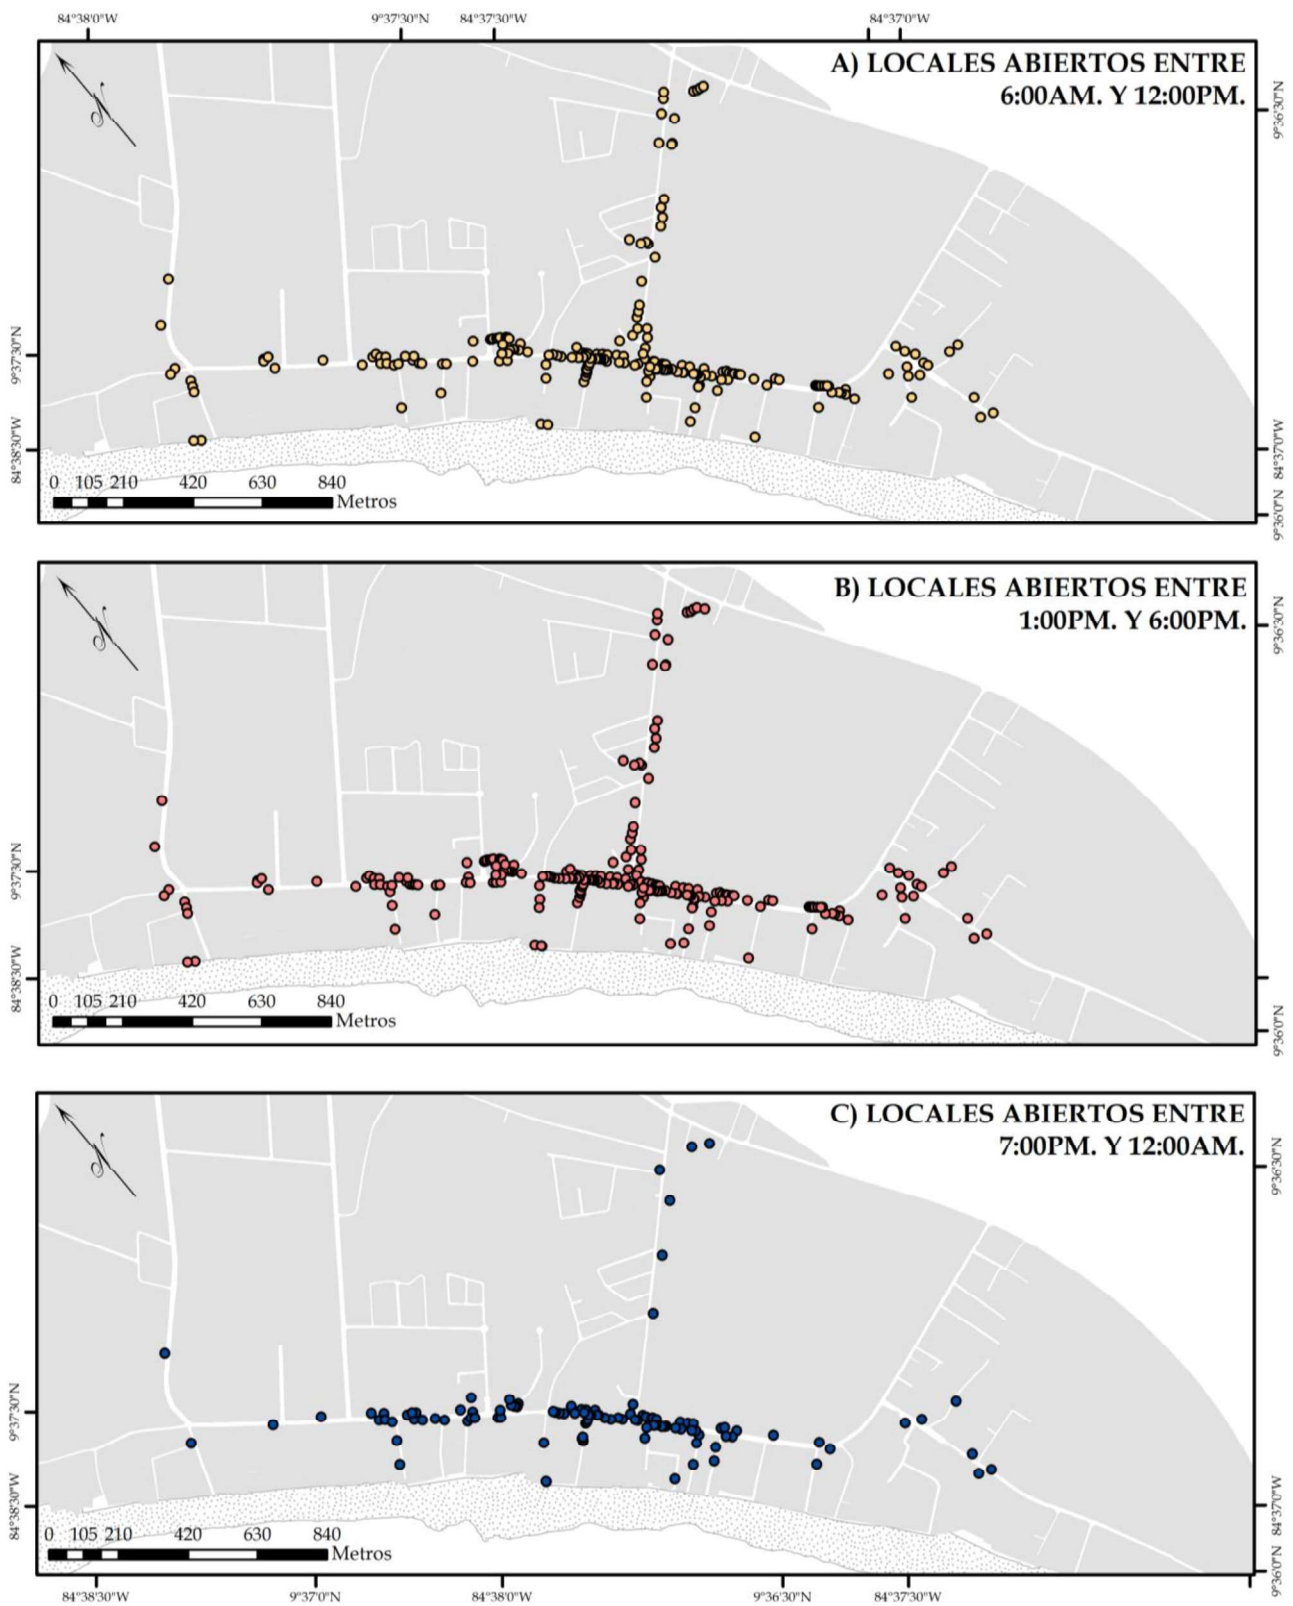 84°38'0"W 9°37'30"N 84°37'30"W 84°37'0"W
A) LOCALES ABIERTOS ENTRE
6:00AM. Y 12:00PM.
9°36'30"N
9°37'30"N
84°38'30"W
84°37'0"W
9°36'0"N
0 105 210 420 630 840
Metros
B) LOCALES ABIERTOS ENTRE
1:00PM. Y 6:00PM.
9°36'30"N
9°37'30"N
84°38'30"W
9°36'0"N
0 105 210 420 630 840
Metros
C) LOCALES ABIERTOS ENTRE
7:00PM. Y 12:00AM.
9°36'30"N
9°37'30"N
84°38'30"W
84°37'0"W
9°36'0"N
0 105 210 420 630 840
Metros
84°38'30"W 9°37'0"N 84°38'0"W 9°36'30"N 84°37'30"W